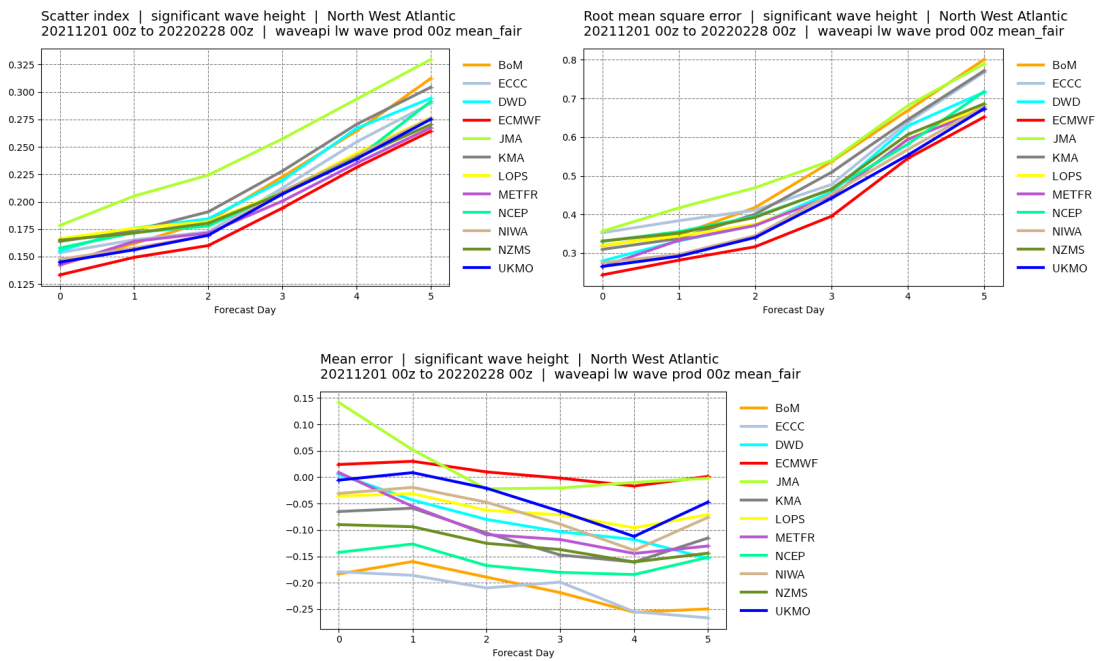 Scatter index | significant wave height | North West Atlantic
20211201 00z to 20220228 00z | waveapi lw wave prod 00z mean_fair
0.325
0.300
0.275
0.250
0.225
0.200
0.175
0.150
0.125
0 1 2 3 4 5
Forecast Day
BoM
ECCC
DWD
ECMWF
JMA
KMA
LOPS
METFR
NCEP
NIWA
NZMS
UKMO
Root mean square error | significant wave height | North West Atlantic
20211201 00z to 20220228 00z | waveapi lw wave prod 00z mean_fair
0.8
0.7
0.6
0.5
0.4
0.3
0 1 2 3 4 5
Forecast Day
BoM
ECCC
DWD
ECMWF
JMA
KMA
LOPS
METFR
NCEP
NIWA
NZMS
UKMO
Mean error | significant wave height | North West Atlantic
20211201 00z to 20220228 00z | waveapi lw wave prod 00z mean_fair
0.15
0.10
0.05
0.00
−0.05
−0.10
−0.15
−0.20
−0.25
0 1 2 3 4 5
Forecast Day
BoM
ECCC
DWD
ECMWF
JMA
KMA
LOPS
METFR
NCEP
NIWA
NZMS
UKMO